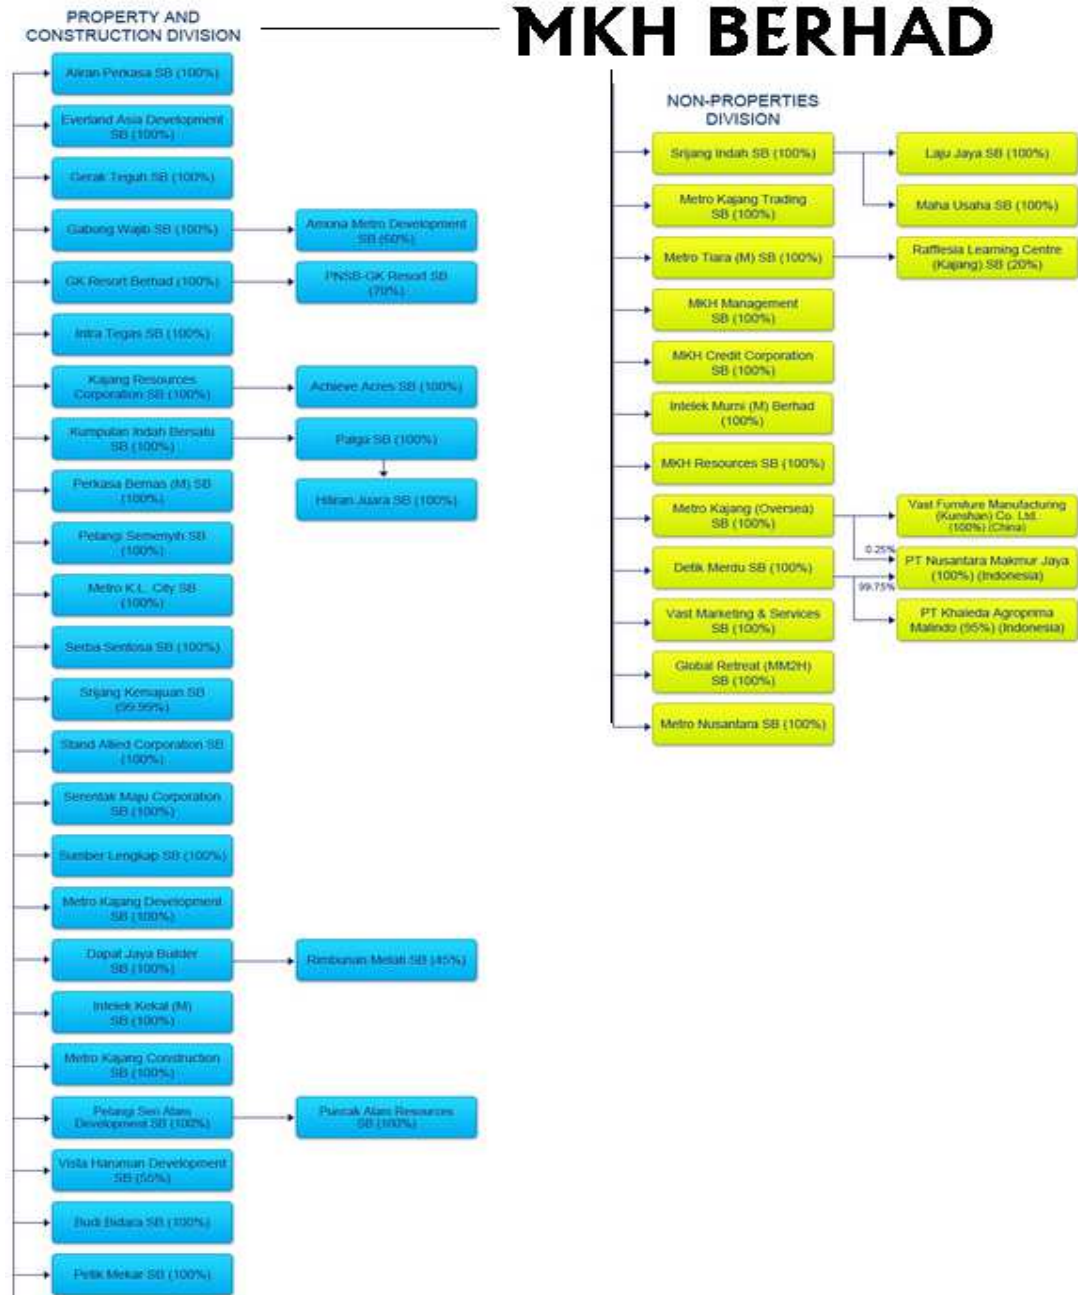 PROPERTY AND
CONSTRUCTION DIVISION
MKH BERHAD
Aliran Perkasa SB (100%)
Everland Asia Development
SB (100%)
Gerak Teguh SB (100%)
Gabung Wajib SB (100%)
Amona Metro Development
SB (60%)
GK Resort Berhad (100%)
PNSB-GK Resort SB
(70%)
Intra Tegas SB (100%)
Kajang Resources
Corporation SB (100%)
Achieve Acres SB (100%)
Kumpulan Indah Bersatu
SB (100%)
Palga SB (100%)
Perkasa Bernas (M) SB
(100%)
Hiliran Juara SB (100%)
Pelangi Semenyih SB
(100%)
Metro K.L. City SB
(100%)
Serba Sentosa SB (100%)
Srijang Kemajuan SB
(99.99%)
Stand Allied Corporation SB
(100%)
Serentak Maju Corporation
SB (100%)
Sumber Lengkap SB (100%)
Metro Kajang Development
SB (100%)
Dapat Jaya Builder
SB (100%)
Rimbunan Melati SB (45%)
Intelek Kekal (M)
SB (100%)
Metro Kajang Construction
SB (100%)
Pelangi Seri Alam
Development SB (100%)
Puncak Alam Resources
SB (100%)
Vista Haruman Development
SB (55%)
Budi Bidara SB (100%)
Petik Mekar SB (100%)
NON-PROPERTIES
DIVISION
Srijang Indah SB (100%)
Laju Jaya SB (100%)
Metro Kajang Trading
SB (100%)
Maha Usaha SB (100%)
Metro Tiara (M) SB (100%)
Rafflesia Learning Centre
(Kajang) SB (20%)
MKH Management
SB (100%)
MKH Credit Corporation
SB (100%)
Intelek Murni (M) Berhad
(100%)
MKH Resources SB (100%)
Metro Kajang (Oversea)
SB (100%)
Vast Furniture Manufacturing
(Kunshan) Co. Ltd.
(100%) (China)
0.25%
Detik Merdu SB (100%)
PT Nusantara Makmur Jaya
(100%) (Indonesia)
99.75%
Vast Marketing & Services
SB (100%)
PT Khaleda Agroprima
Malindo (95%) (Indonesia)
Global Retreat (MM2H)
SB (100%)
Metro Nusantara SB (100%)